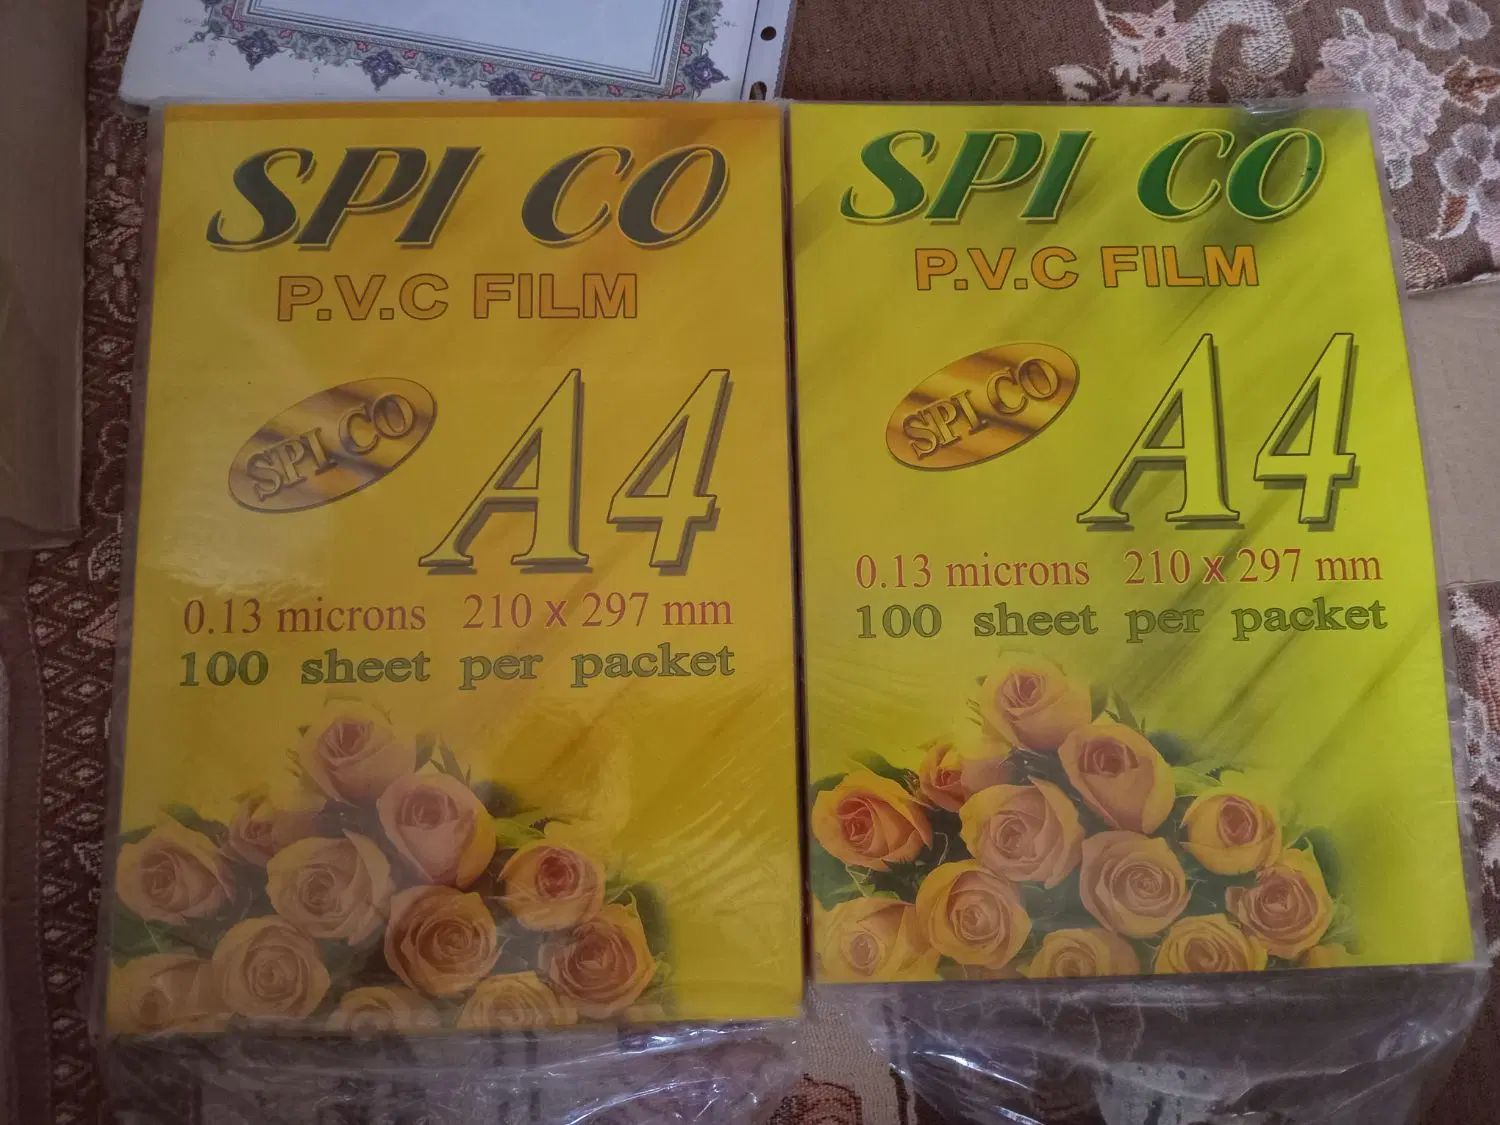 SPI CO
P.V.C FILM
SPI CO
A4
0.13 microns 210 x 297 mm
100 sheet per packet
SPI CO
P.V.C FILM
SPI CO
A4
0.13 microns 210 x 297 mm
100 sheet per packet